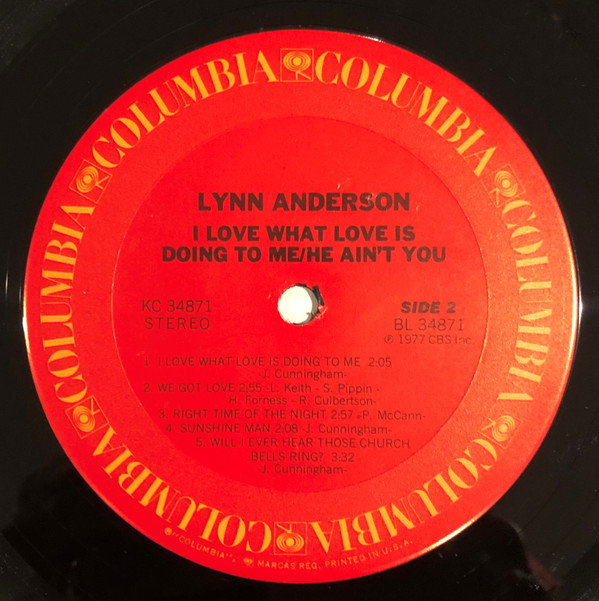 COLUMBIA COLUMBIA COLUMBIA COLUMBIA COLUMBIA COLUMBIA
LYNN ANDERSON
I LOVE WHAT LOVE IS
DOING TO ME/HE AIN'T YOU
KC 34871
STEREO
SIDE 2
BL 34871
℗ 1977 CBS Inc.
1. I LOVE WHAT LOVE IS DOING TO ME 2:05
-J. Cunningham-
2. WE GOT LOVE 2:55 -L. Keith - S. Pippin -
H. Forness - R. Culbertson-
3. RIGHT TIME OF THE NIGHT 2:57 -P. McCann-
4. SUNSHINE MAN 2:08 -J. Cunningham-
5. WILL I EVER HEAR THOSE CHURCH
BELLS RING? 3:32
-J. Cunningham-
®"COLUMBIA", MARCAS REG. PRINTED IN U.S.A.